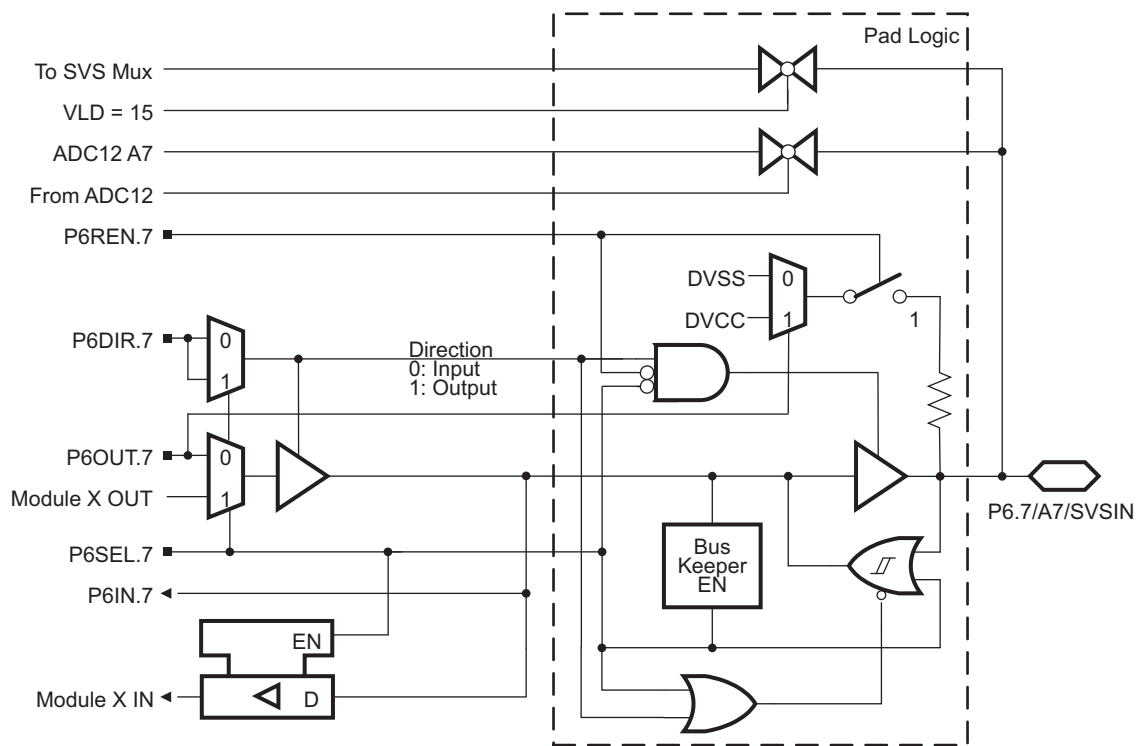 Pad Logic
To SVS Mux
VLD = 15
ADC12 A7
From ADC12
P6REN.7
DVSS
0
DVCC
1
1
P6DIR.7
0
1
Direction
0: Input
1: Output
P6OUT.7
0
Module X OUT
1
P6.7/A7/SVSIN
P6SEL.7
Bus
Keeper
EN
P6IN.7
EN
Module X IN
D